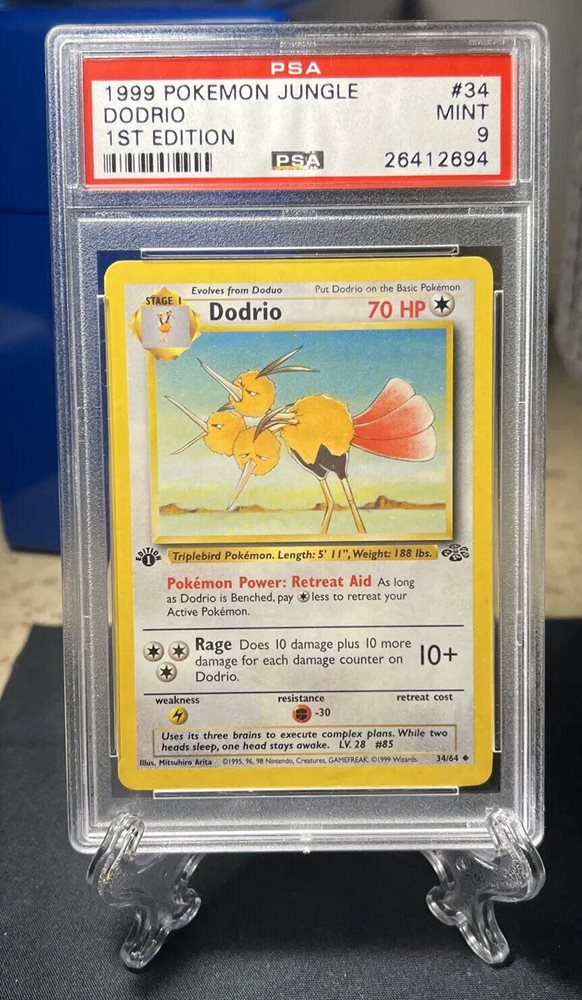 PSA
1999 POKEMON JUNGLE #34
DODRIO MINT
1ST EDITION 9
PSA 26412694
Evolves from Doduo Put Dodrio on the Basic Pokémon
STAGE 1
Dodrio 70 HP
EDITION
1
Triplebird Pokémon. Length: 5' 11", Weight: 188 lbs.
Pokémon Power: Retreat Aid As long
as Dodrio is Benched, pay less to retreat your
Active Pokémon.
Rage Does 10 damage plus 10 more
damage for each damage counter on
Dodrio.
10+
weakness resistance retreat cost
-30
Uses its three brains to execute complex plans. While two
heads sleep, one head stays awake. LV. 28 #85
Illus. Mitsuhiro Arita ©1995, 96, 98 Nintendo, Creatures, GAMEFREAK. ©1999 Wizards. 34/64